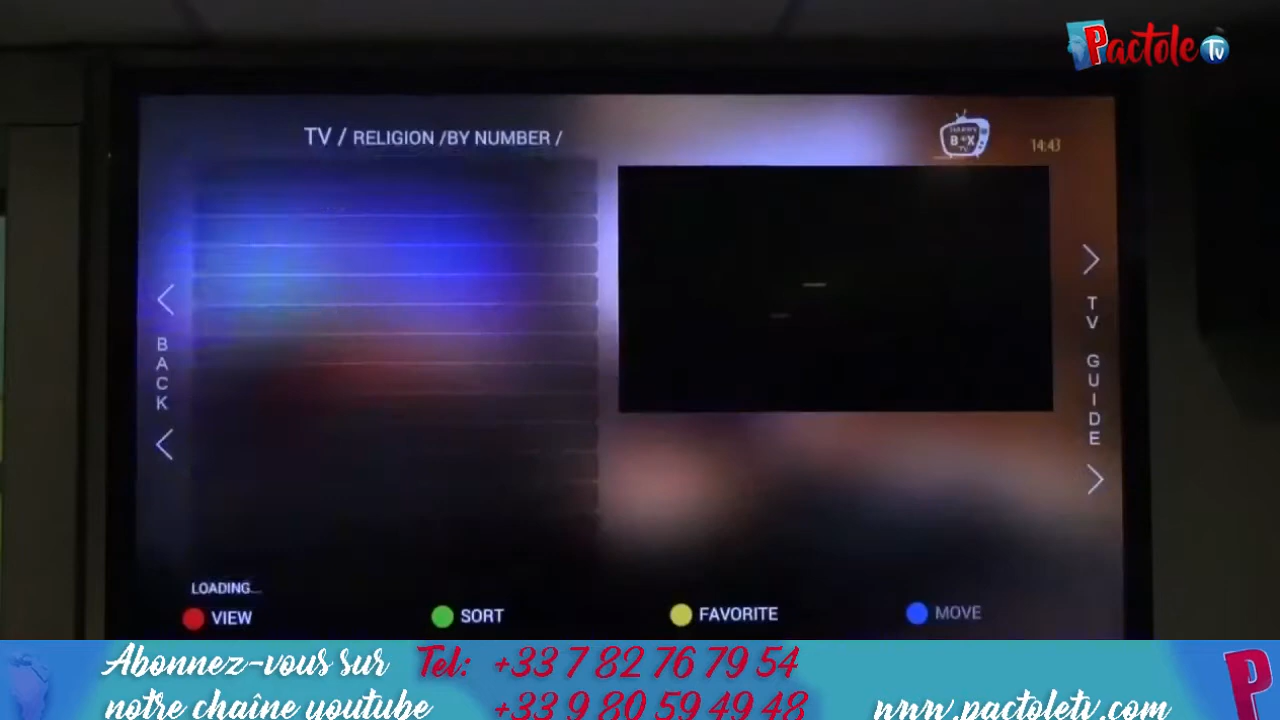 Pactole Tv
TV / RELIGION /BY NUMBER /
HAPPY
B X
TV
14:43
BACK
TV GUIDE
LOADING...
VIEW
SORT
FAVORITE
MOVE
Abonnez-vous sur
notre chaîne youtube
Tel: +33 7 82 76 79 54
+33 9 80 59 49 48
www.pactoletv.com
P